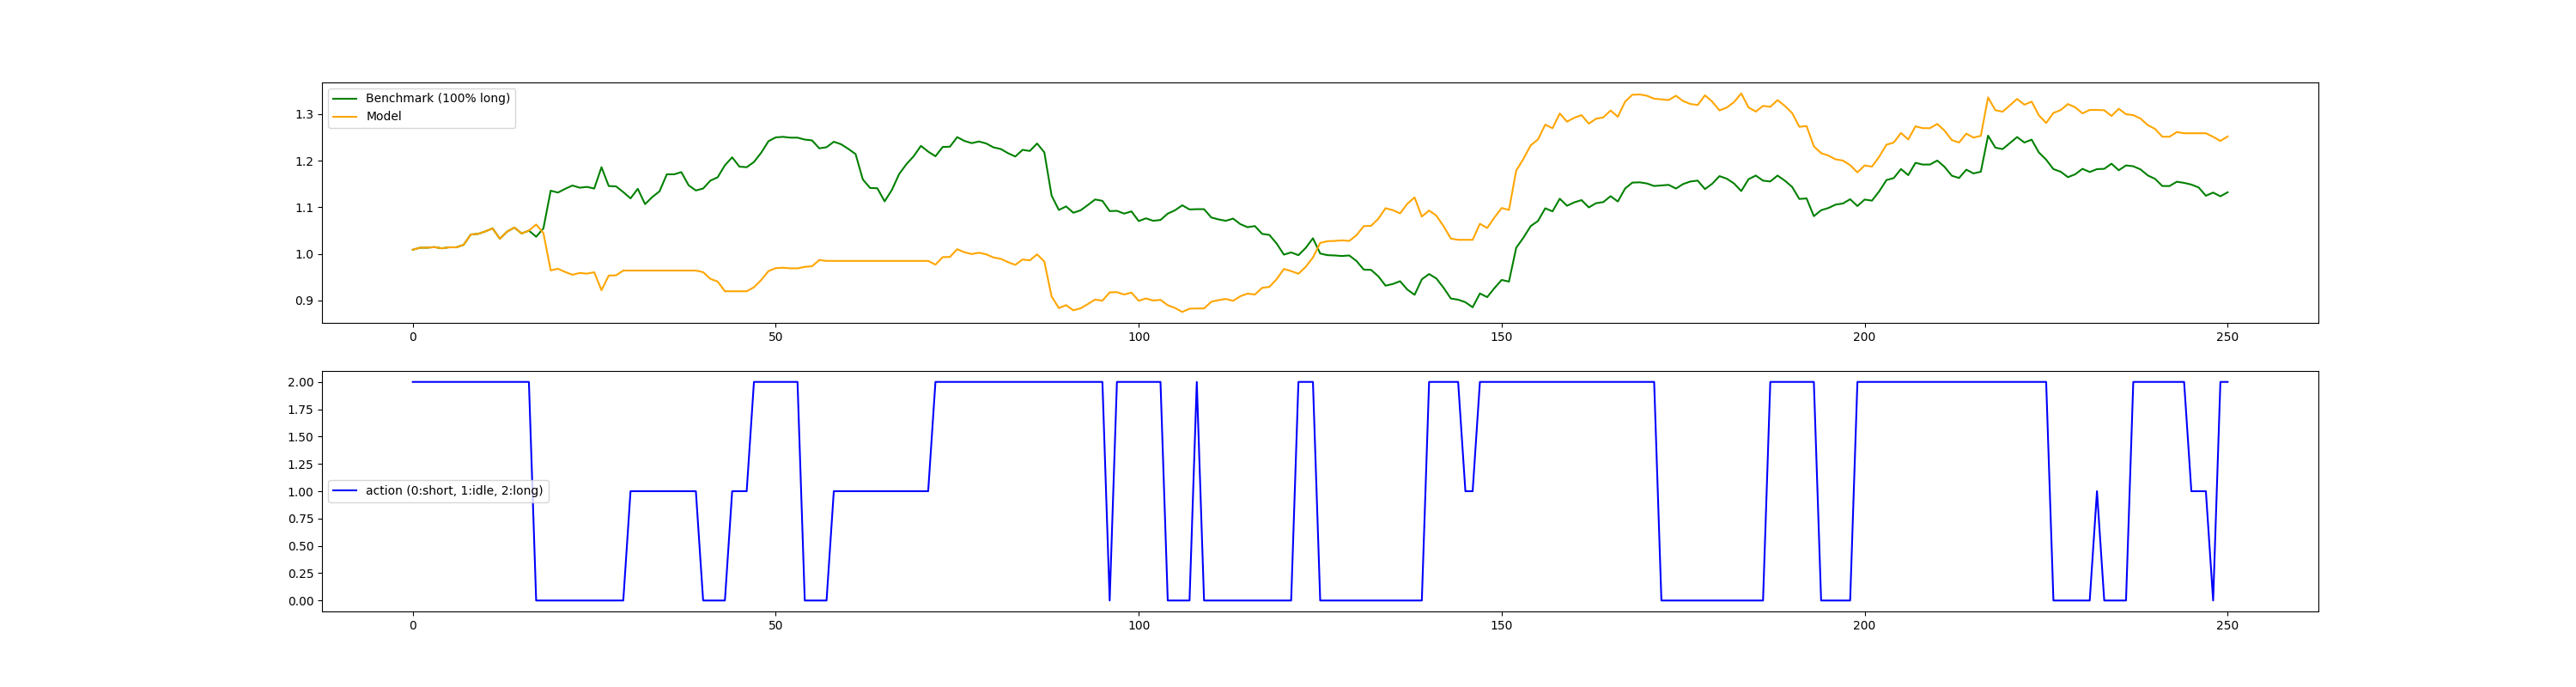 Benchmark (100% long)
Model
1.3
1.2
1.1
1.0
0.9
0 50 100 150 200 250
2.00
1.75
1.50
1.25
1.00
0.75
0.50
0.25
0.00
action (0:short, 1:idle, 2:long)
0 50 100 150 200 250